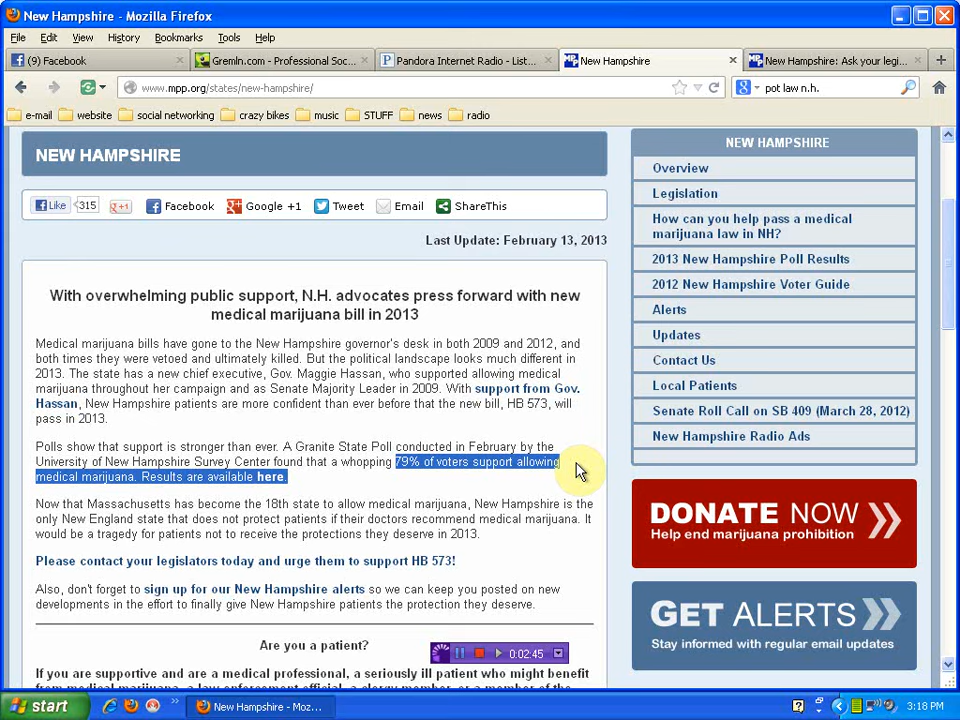 New Hampshire - Mozilla Firefox
File Edit View History Bookmarks Tools Help
(9) Facebook
Gremln.com - Professional Soc...
Pandora Internet Radio - List...
New Hampshire
New Hampshire: Ask your legi...
www.mpp.org/states/new-hampshire/
pot law n.h.
e-mail website social networking crazy bikes music STUFF news radio
NEW HAMPSHIRE
Like 315 +1 Facebook Google +1 Tweet Email ShareThis
Last Update: February 13, 2013
With overwhelming public support, N.H. advocates press forward with new
medical marijuana bill in 2013
Medical marijuana bills have gone to the New Hampshire governor's desk in both 2009 and 2012, and
both times they were vetoed and ultimately killed. But the political landscape looks much different in
2013. The state has a new chief executive, Gov. Maggie Hassan, who supported allowing medical
marijuana throughout her campaign and as Senate Majority Leader in 2009. With support from Gov.
Hassan, New Hampshire patients are more confident than ever before that the new bill, HB 573, will
pass in 2013.
Polls show that support is stronger than ever. A Granite State Poll conducted in February by the
University of New Hampshire Survey Center found that a whopping 79% of voters support allowing
medical marijuana. Results are available here.
Now that Massachusetts has become the 18th state to allow medical marijuana, New Hampshire is the
only New England state that does not protect patients if their doctors recommend medical marijuana. It
would be a tragedy for patients not to receive the protections they deserve in 2013.
Please contact your legislators today and urge them to support HB 573!
Also, don't forget to sign up for our New Hampshire alerts so we can keep you posted on new
developments in the effort to finally give New Hampshire patients the protection they deserve.
Are you a patient?
0:02:45
If you are supportive and are a medical professional, a seriously ill patient who might benefit
from medical marijuana, a law enforcement official, a clergy member, or a member of the
NEW HAMPSHIRE
Overview
Legislation
How can you help pass a medical
marijuana law in NH?
2013 New Hampshire Poll Results
2012 New Hampshire Voter Guide
Alerts
Updates
Contact Us
Local Patients
Senate Roll Call on SB 409 (March 28, 2012)
New Hampshire Radio Ads
DONATE NOW
Help end marijuana prohibition
GET ALERTS
Stay informed with regular email updates
start
New Hampshire - Moz...
3:18 PM